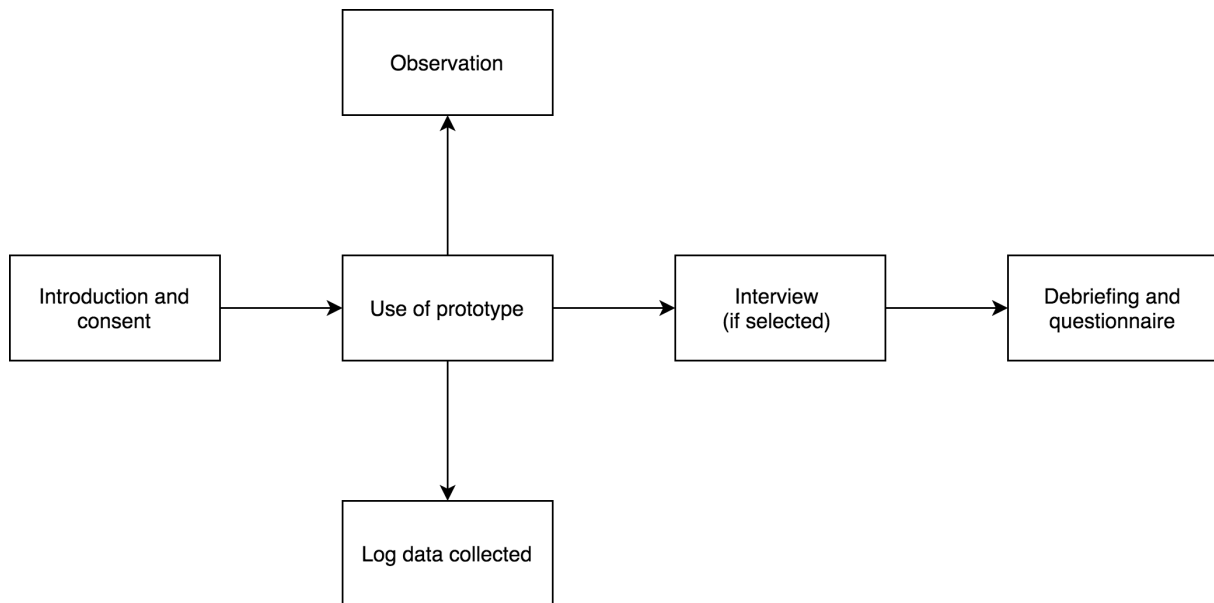 Observation
Introduction and
consent
Use of prototype
Interview
(if selected)
Debriefing and
questionnaire
Log data collected